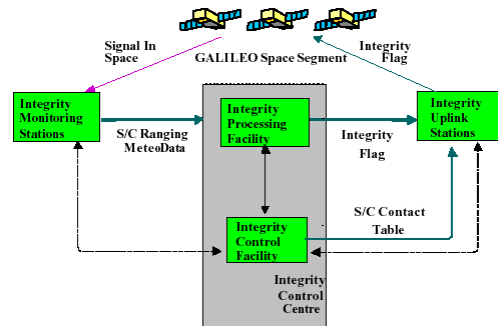 Signal In
Space
GALILEO Space Segment
Integrity
Flag
Integrity
Monitoring
Stations
S/C Ranging
MeteoData
Integrity
Processing
Facility
Integrity
Flag
Integrity
Uplink
Stations
S/C Contact
Table
Integrity
Control
Facility
Integrity
Control
Centre